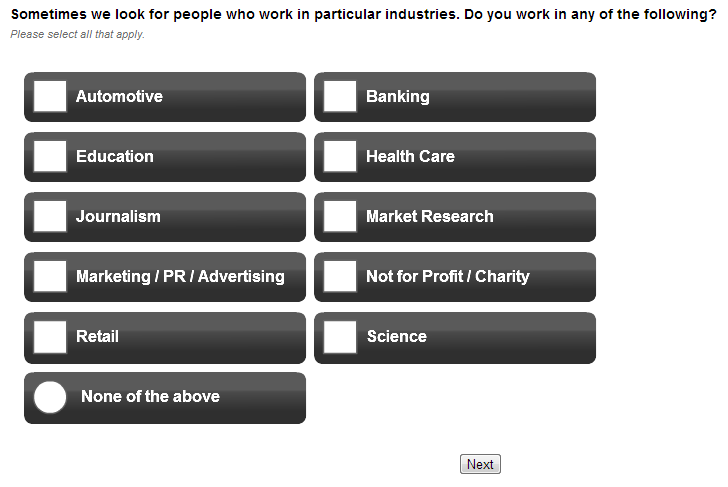 Sometimes we look for people who work in particular industries. Do you work in any of the following?
Please select all that apply.
Automotive
Banking
Education
Health Care
Journalism
Market Research
Marketing / PR / Advertising
Not for Profit / Charity
Retail
Science
None of the above
Next